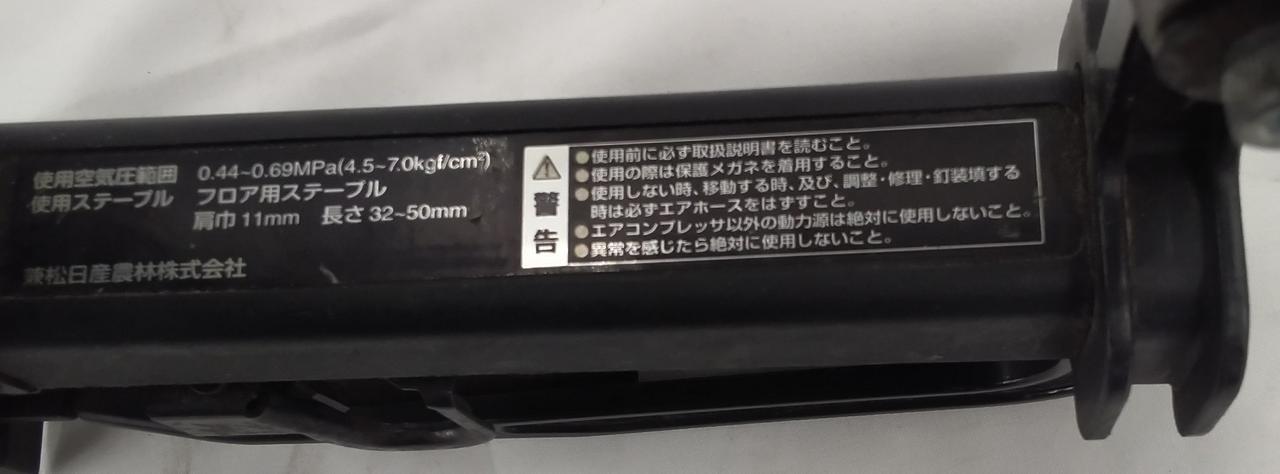 使用空気圧範囲 0.44~0.69MPa(4.5~7.0kgf/cm²)
使用ステープル フロア用ステープル
肩巾11mm 長さ32~50mm
兼松日産農林株式会社
警告
●使用前に必ず取扱説明書を読むこと。
●使用の際は保護メガネを着用すること。
●使用しない時、移動する時、及び、調整・修理・釘装填する
時は必ずエアホースをはずすこと。
●エアコンプレッサ以外の動力源は絶対に使用しないこと。
●異常を感じたら絶対に使用しないこと。